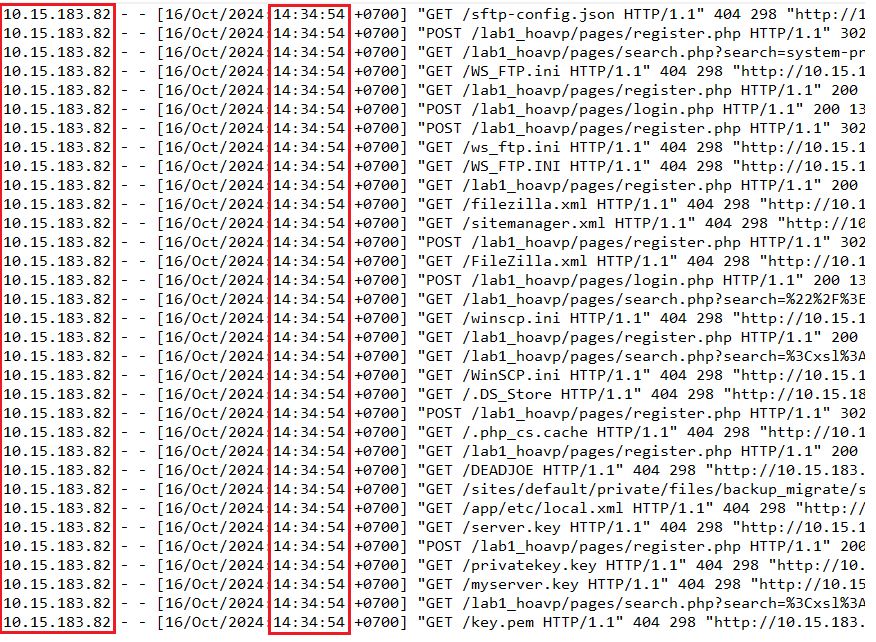 10.15.183.82 - - [16/Oct/2024:14:34:54 +0700] "GET /sftp-config.json HTTP/1.1" 404 298 "http://1
10.15.183.82 - - [16/Oct/2024:14:34:54 +0700] "POST /lab1_hoavp/pages/register.php HTTP/1.1" 302
10.15.183.82 - - [16/Oct/2024:14:34:54 +0700] "GET /lab1_hoavp/pages/search.php?search=system-pr
10.15.183.82 - - [16/Oct/2024:14:34:54 +0700] "GET /WS_FTP.ini HTTP/1.1" 404 298 "http://10.15.1
10.15.183.82 - - [16/Oct/2024:14:34:54 +0700] "GET /lab1_hoavp/pages/register.php HTTP/1.1" 200
10.15.183.82 - - [16/Oct/2024:14:34:54 +0700] "POST /lab1_hoavp/pages/login.php HTTP/1.1" 200 13
10.15.183.82 - - [16/Oct/2024:14:34:54 +0700] "POST /lab1_hoavp/pages/register.php HTTP/1.1" 302
10.15.183.82 - - [16/Oct/2024:14:34:54 +0700] "GET /ws_ftp.ini HTTP/1.1" 404 298 "http://10.15.1
10.15.183.82 - - [16/Oct/2024:14:34:54 +0700] "GET /WS_FTP.INI HTTP/1.1" 404 298 "http://10.15.1
10.15.183.82 - - [16/Oct/2024:14:34:54 +0700] "GET /lab1_hoavp/pages/register.php HTTP/1.1" 200
10.15.183.82 - - [16/Oct/2024:14:34:54 +0700] "GET /filezilla.xml HTTP/1.1" 404 298 "http://10.1
10.15.183.82 - - [16/Oct/2024:14:34:54 +0700] "GET /sitemanager.xml HTTP/1.1" 404 298 "http://10
10.15.183.82 - - [16/Oct/2024:14:34:54 +0700] "POST /lab1_hoavp/pages/register.php HTTP/1.1" 302
10.15.183.82 - - [16/Oct/2024:14:34:54 +0700] "GET /FileZilla.xml HTTP/1.1" 404 298 "http://10.1
10.15.183.82 - - [16/Oct/2024:14:34:54 +0700] "POST /lab1_hoavp/pages/login.php HTTP/1.1" 200 13
10.15.183.82 - - [16/Oct/2024:14:34:54 +0700] "GET /lab1_hoavp/pages/search.php?search=%22%2F%3E
10.15.183.82 - - [16/Oct/2024:14:34:54 +0700] "GET /winscp.ini HTTP/1.1" 404 298 "http://10.15.1
10.15.183.82 - - [16/Oct/2024:14:34:54 +0700] "GET /lab1_hoavp/pages/register.php HTTP/1.1" 200
10.15.183.82 - - [16/Oct/2024:14:34:54 +0700] "GET /lab1_hoavp/pages/search.php?search=%3Cxsl%3A
10.15.183.82 - - [16/Oct/2024:14:34:54 +0700] "GET /WinSCP.ini HTTP/1.1" 404 298 "http://10.15.1
10.15.183.82 - - [16/Oct/2024:14:34:54 +0700] "GET /.DS_Store HTTP/1.1" 404 298 "http://10.15.18
10.15.183.82 - - [16/Oct/2024:14:34:54 +0700] "POST /lab1_hoavp/pages/register.php HTTP/1.1" 302
10.15.183.82 - - [16/Oct/2024:14:34:54 +0700] "GET /.php_cs.cache HTTP/1.1" 404 298 "http://10.1
10.15.183.82 - - [16/Oct/2024:14:34:54 +0700] "GET /lab1_hoavp/pages/register.php HTTP/1.1" 200
10.15.183.82 - - [16/Oct/2024:14:34:54 +0700] "GET /DEADJOE HTTP/1.1" 404 298 "http://10.15.183.
10.15.183.82 - - [16/Oct/2024:14:34:54 +0700] "GET /sites/default/private/files/backup_migrate/s
10.15.183.82 - - [16/Oct/2024:14:34:54 +0700] "GET /app/etc/local.xml HTTP/1.1" 404 298 "http://
10.15.183.82 - - [16/Oct/2024:14:34:54 +0700] "GET /server.key HTTP/1.1" 404 298 "http://10.15.1
10.15.183.82 - - [16/Oct/2024:14:34:54 +0700] "POST /lab1_hoavp/pages/register.php HTTP/1.1" 200
10.15.183.82 - - [16/Oct/2024:14:34:54 +0700] "GET /privatekey.key HTTP/1.1" 404 298 "http://10.
10.15.183.82 - - [16/Oct/2024:14:34:54 +0700] "GET /myserver.key HTTP/1.1" 404 298 "http://10.15
10.15.183.82 - - [16/Oct/2024:14:34:54 +0700] "GET /lab1_hoavp/pages/search.php?search=%3Cxsl%3A
10.15.183.82 - - [16/Oct/2024:14:34:54 +0700] "GET /key.pem HTTP/1.1" 404 298 "http://10.15.183.